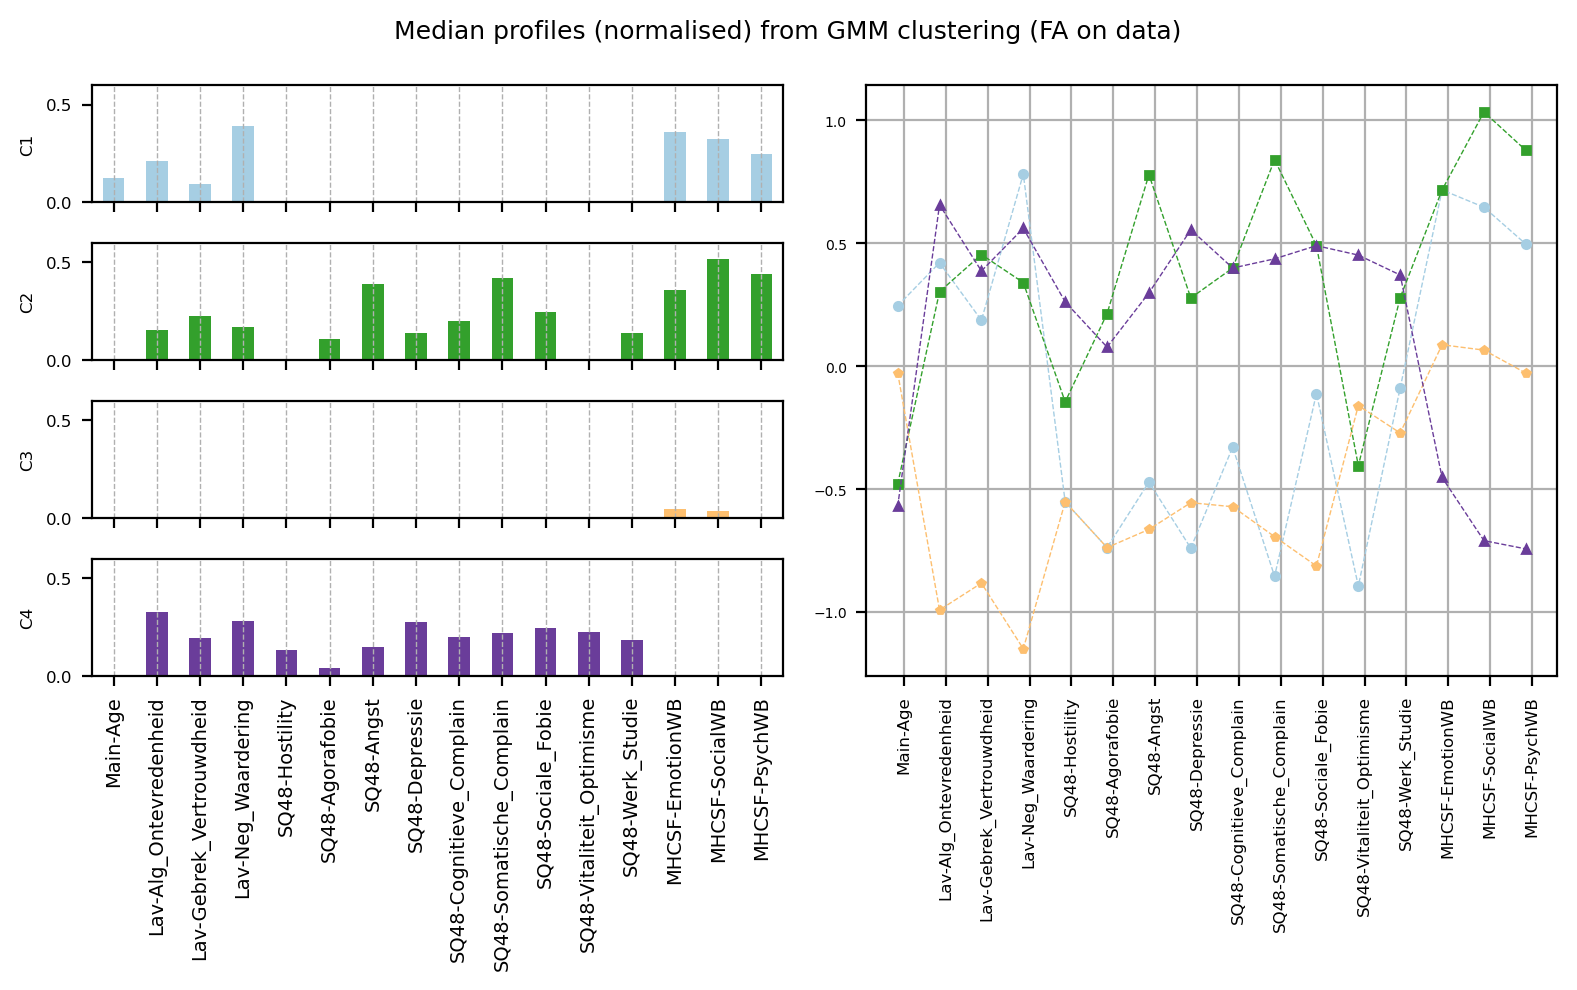 Median profiles (normalised) from GMM clustering (FA on data)
0.5
0.0
C1
0.5
0.0
C2
0.5
0.0
C3
0.5
0.0
C4
Main-Age
Lav-Alg_Ontevredenheid
Lav-Gebrek_Vertrouwdheid
Lav-Neg_Waardering
SQ48-Hostility
SQ48-Agorafobie
SQ48-Angst
SQ48-Depressie
SQ48-Cognitieve_Complain
SQ48-Somatische_Complain
SQ48-Sociale_Fobie
SQ48-Vitaliteit_Optimisme
SQ48-Werk_Studie
MHCSF-EmotionWB
MHCSF-SocialWB
MHCSF-PsychWB
1.0
0.5
0.0
−0.5
−1.0
Main-Age
Lav-Alg_Ontevredenheid
Lav-Gebrek_Vertrouwdheid
Lav-Neg_Waardering
SQ48-Hostility
SQ48-Agorafobie
SQ48-Angst
SQ48-Depressie
SQ48-Cognitieve_Complain
SQ48-Somatische_Complain
SQ48-Sociale_Fobie
SQ48-Vitaliteit_Optimisme
SQ48-Werk_Studie
MHCSF-EmotionWB
MHCSF-SocialWB
MHCSF-PsychWB